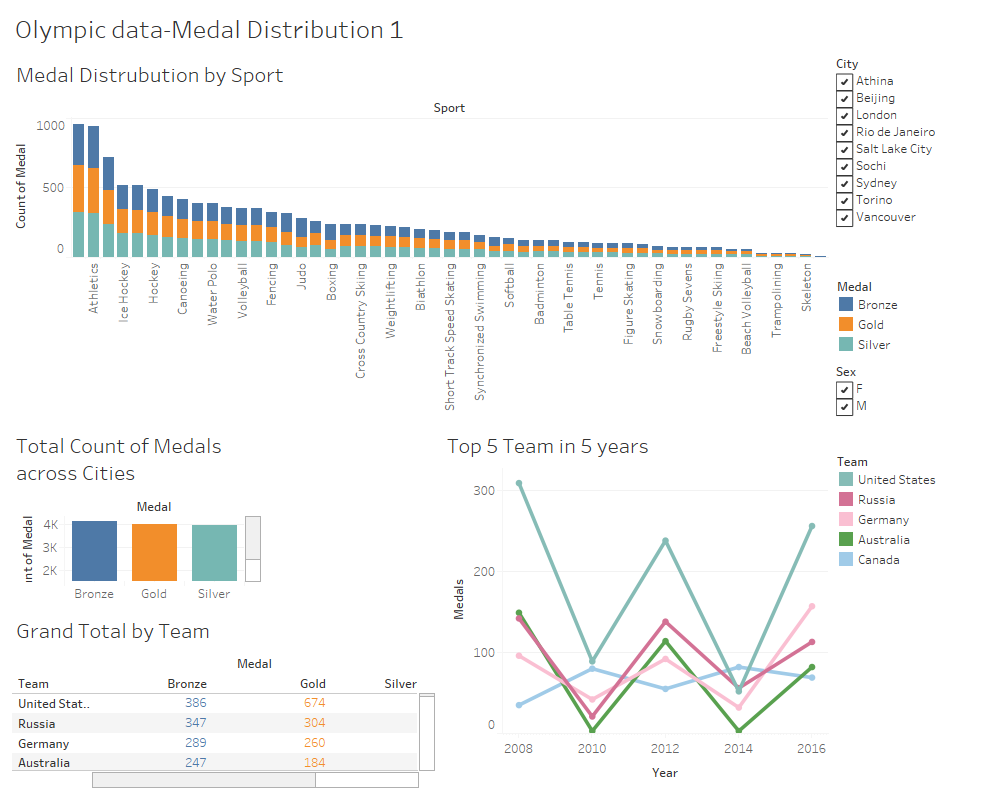 Olympic data-Medal Distribution 1
Medal Distrubution by Sport
Sport
Count of Medal
1000
500
0
Athletics
Ice Hockey
Hockey
Canoeing
Water Polo
Volleyball
Fencing
Judo
Boxing
Cross Country Skiing
Weightlifting
Biathlon
Short Track Speed Skating
Synchronized Swimming
Softball
Badminton
Table Tennis
Tennis
Figure Skating
Snowboarding
Rugby Sevens
Freestyle Skiing
Beach Volleyball
Trampolining
Skeleton
City
Athina
Beijing
London
Rio de Janeiro
Salt Lake City
Sochi
Sydney
Torino
Vancouver
Medal
Bronze
Gold
Silver
Sex
F
M
Total Count of Medals
across Cities
Medal
int of Medal
4K
3K
2K
Bronze Gold Silver
Grand Total by Team
Medal
Team Bronze Gold Silver
United Stat.. 386 674
Russia 347 304
Germany 289 260
Australia 247 184
Top 5 Team in 5 years
Medals
300
200
100
0
2008 2010 2012 2014 2016
Year
Team
United States
Russia
Germany
Australia
Canada